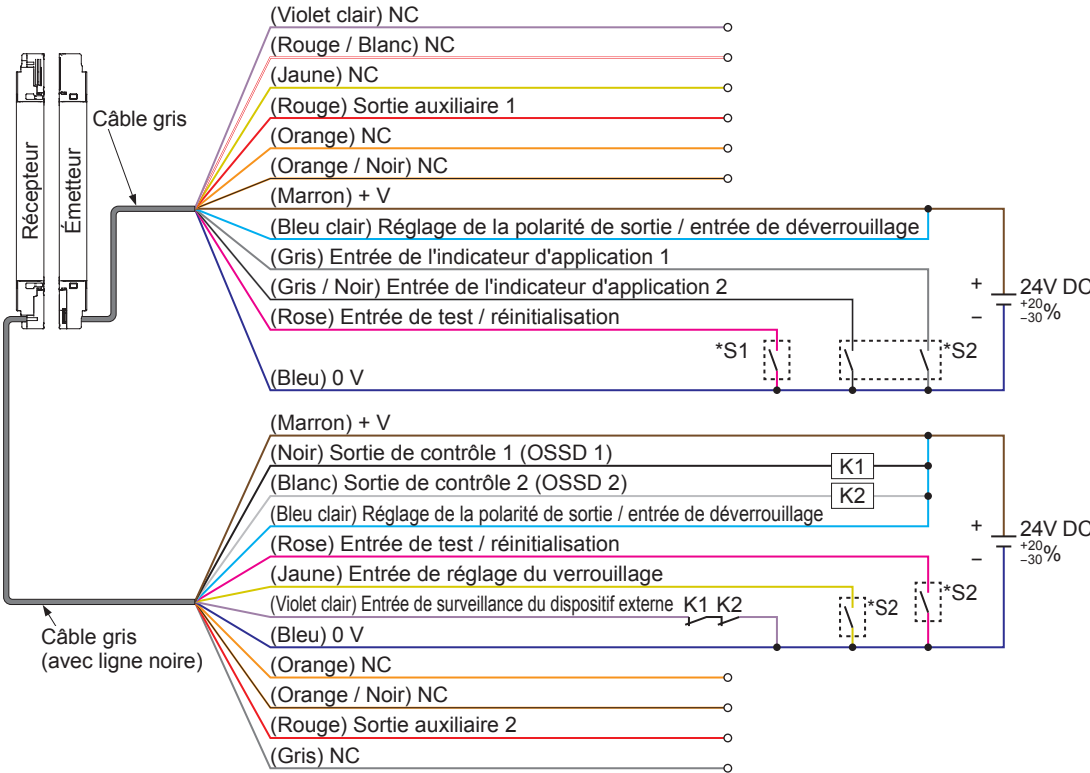 (Violet clair) NC
(Rouge / Blanc) NC
(Jaune) NC
(Rouge) Sortie auxiliaire 1
(Orange) NC
(Orange / Noir) NC
(Marron) + V
(Bleu clair) Réglage de la polarité de sortie / entrée de déverrouillage
(Gris) Entrée de l'indicateur d'application 1
(Gris / Noir) Entrée de l'indicateur d'application 2
(Rose) Entrée de test / réinitialisation
*S1
*S2
(Bleu) 0 V
+
−
24V DC
+20
−30 %
Câble gris
Récepteur
Émetteur
(Marron) + V
(Noir) Sortie de contrôle 1 (OSSD 1)
K1
(Blanc) Sortie de contrôle 2 (OSSD 2)
K2
(Bleu clair) Réglage de la polarité de sortie / entrée de déverrouillage
(Rose) Entrée de test / réinitialisation
(Jaune) Entrée de réglage du verrouillage
*S2
*S2
(Violet clair) Entrée de surveillance du dispositif externe K1 K2
(Bleu) 0 V
+
−
24V DC
+20
−30 %
Câble gris
(avec ligne noire)
(Orange) NC
(Orange / Noir) NC
(Rouge) Sortie auxiliaire 2
(Gris) NC